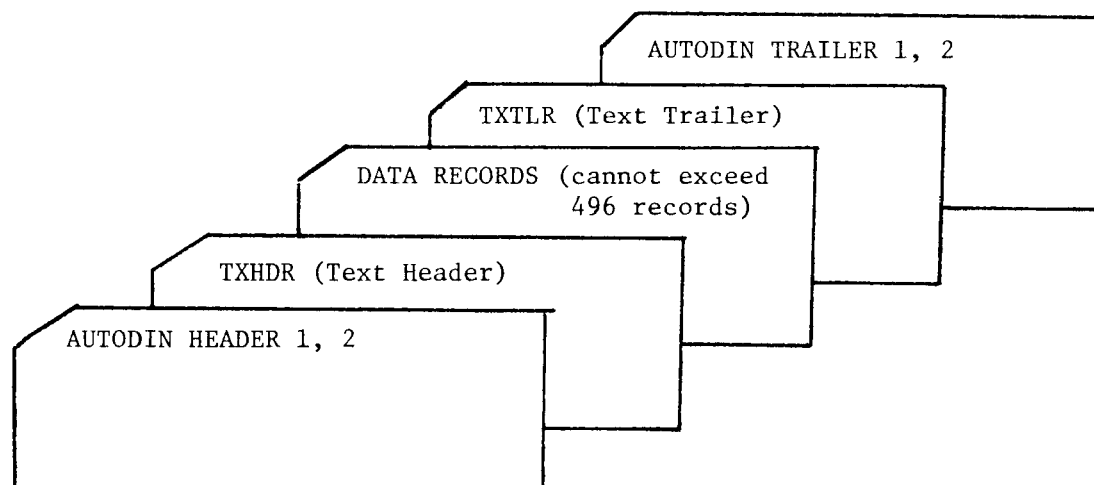 AUTODIN TRAILER 1, 2
TXTLR (Text Trailer)
DATA RECORDS (cannot exceed
496 records)
TXHDR (Text Header)
AUTODIN HEADER 1, 2